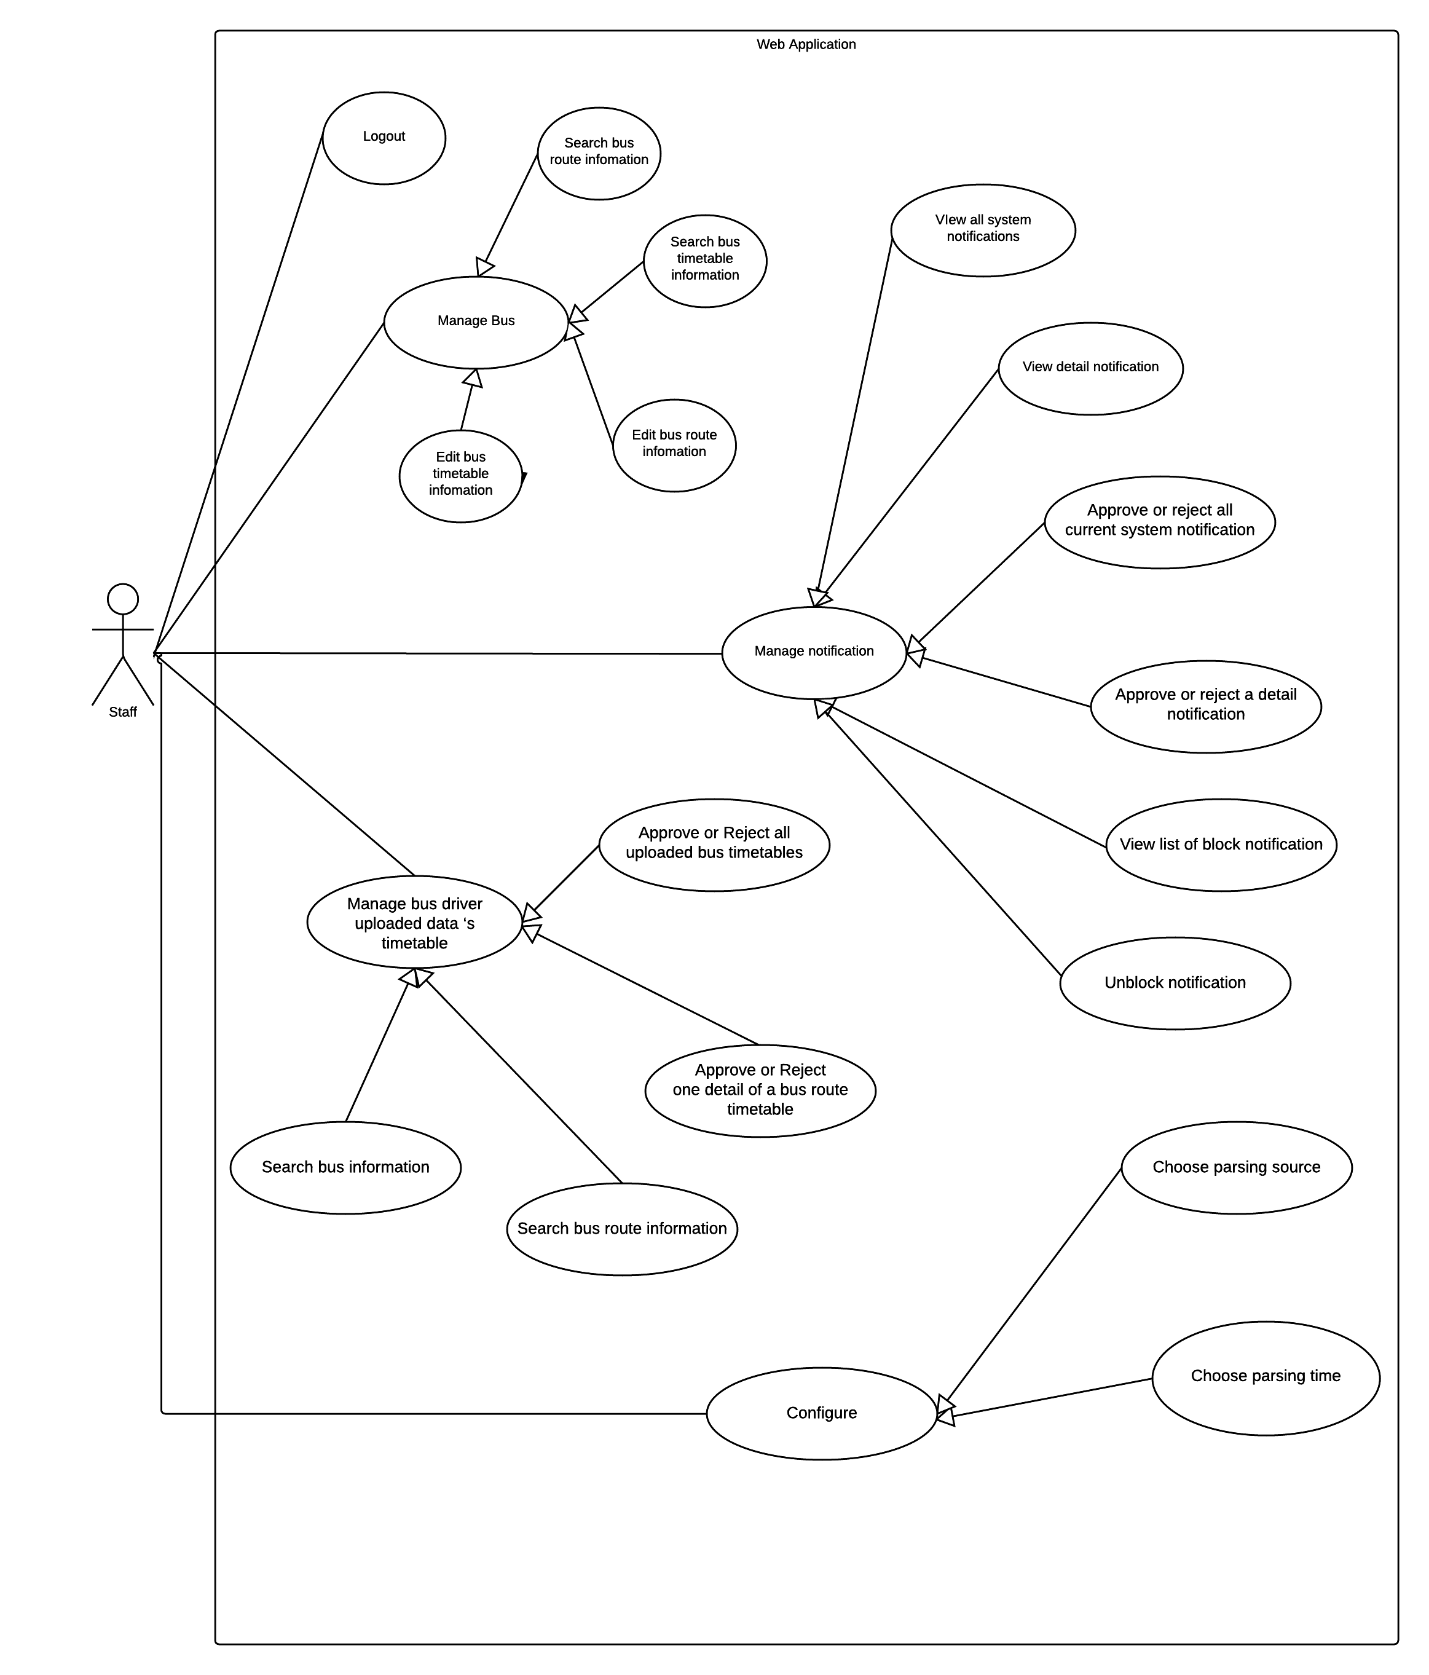 Web Application
Logout
Search bus
route infomation
Search bus
timetable
information
VIew all system
notifications
Manage Bus
View detail notification
Edit bus route
infomation
Edit bus
timetable
infomation
Approve or reject all
current system notification
Manage notification
Staff
Approve or reject a detail
notification
Approve or Reject all
uploaded bus timetables
View list of block notification
Manage bus driver
uploaded data ‘s
timetable
Unblock notification
Approve or Reject
one detail of a bus route
timetable
Search bus information
Choose parsing source
Search bus route information
Choose parsing time
Configure